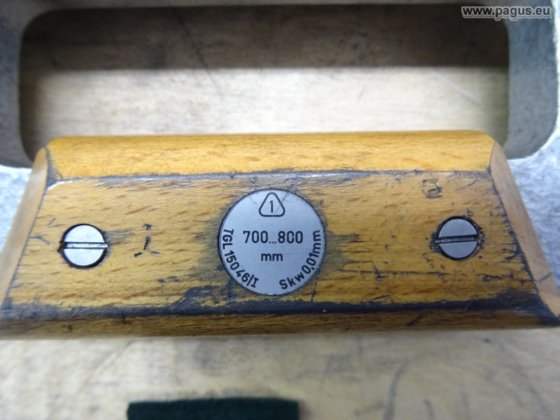 www.pagus.eu
1
700...800
mm
TGL 15046/I
Skw 0,01mm